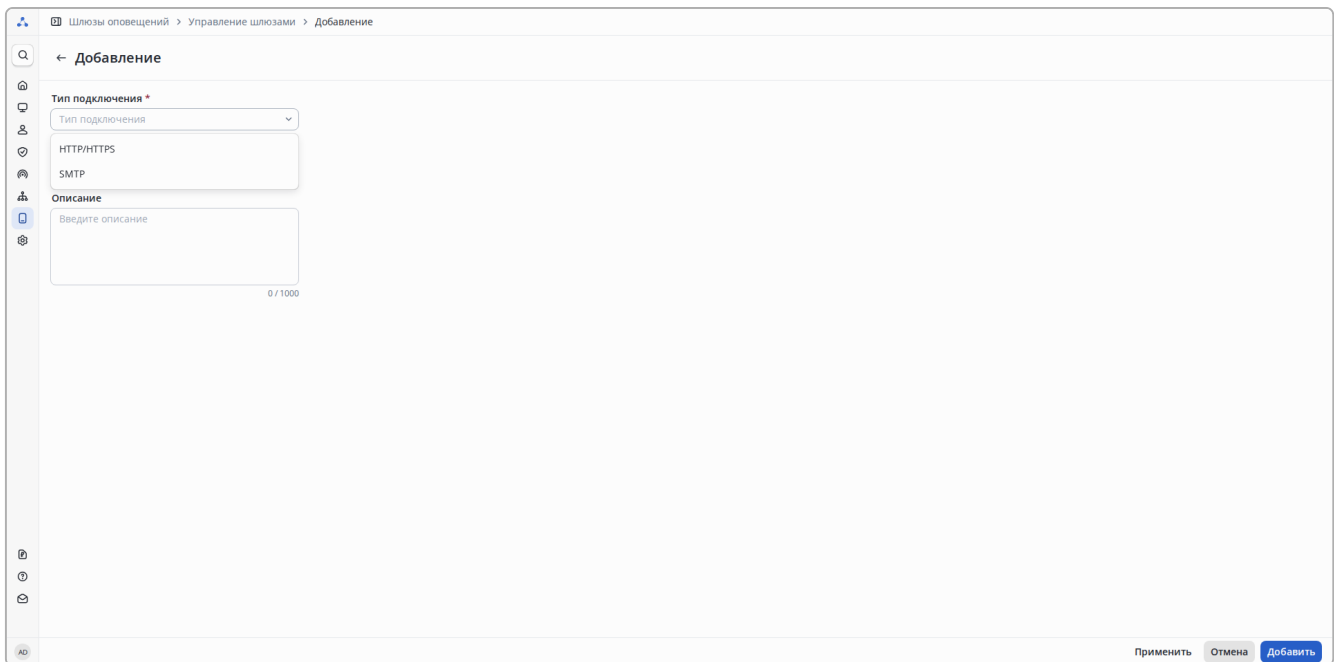 Шлюзы оповещений > Управление шлюзами > Добавление
← Добавление
Тип подключения *
Тип подключения
HTTP/HTTPS
SMTP
Описание
Введите описание
0 / 1000
AD
Применить Отмена Добавить